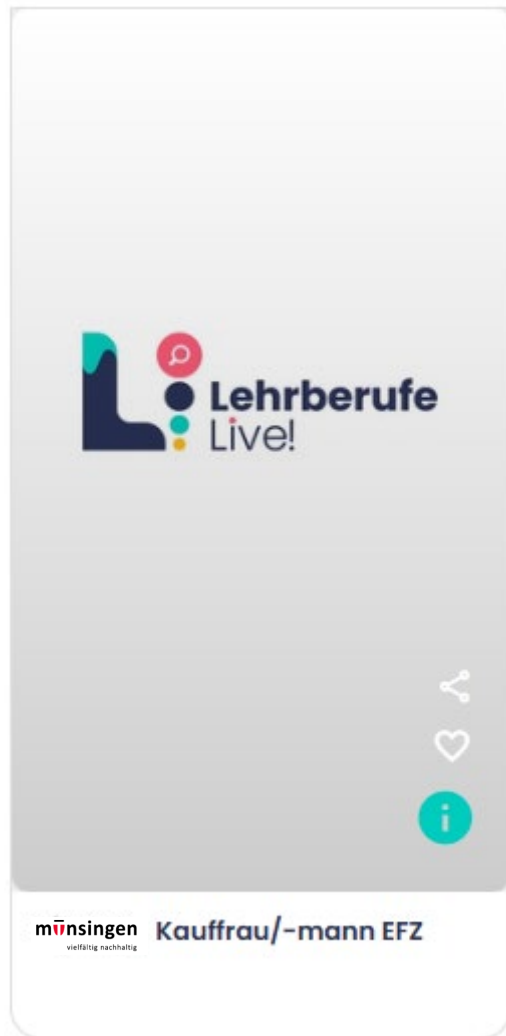 Lehrberufe
Live!
i
münsingen
vielfältig nachhaltig
Kauffrau/-mann EFZ